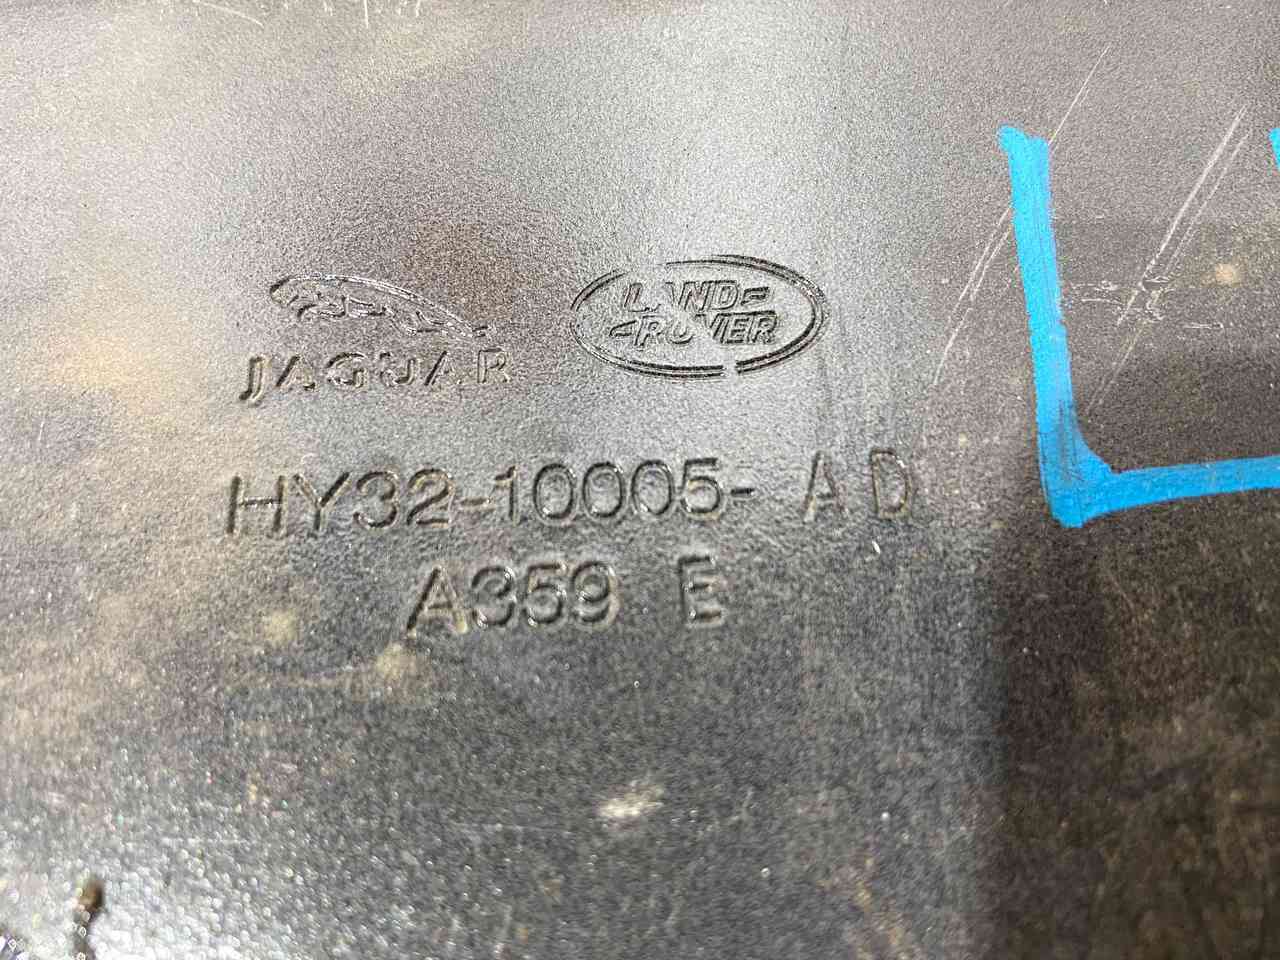 JAGUAR
LAND-
-ROVER
HY32-10005-AD
A359 E
L